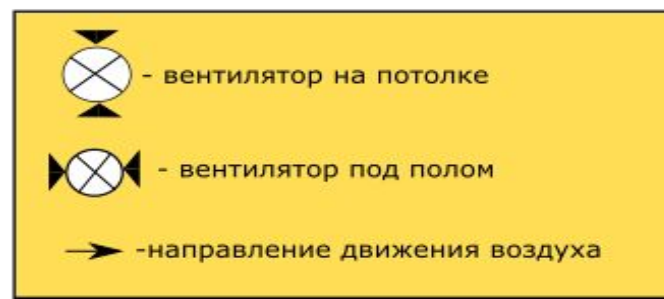 - вентилятор на потолке
- вентилятор под полом
-направление движения воздуха